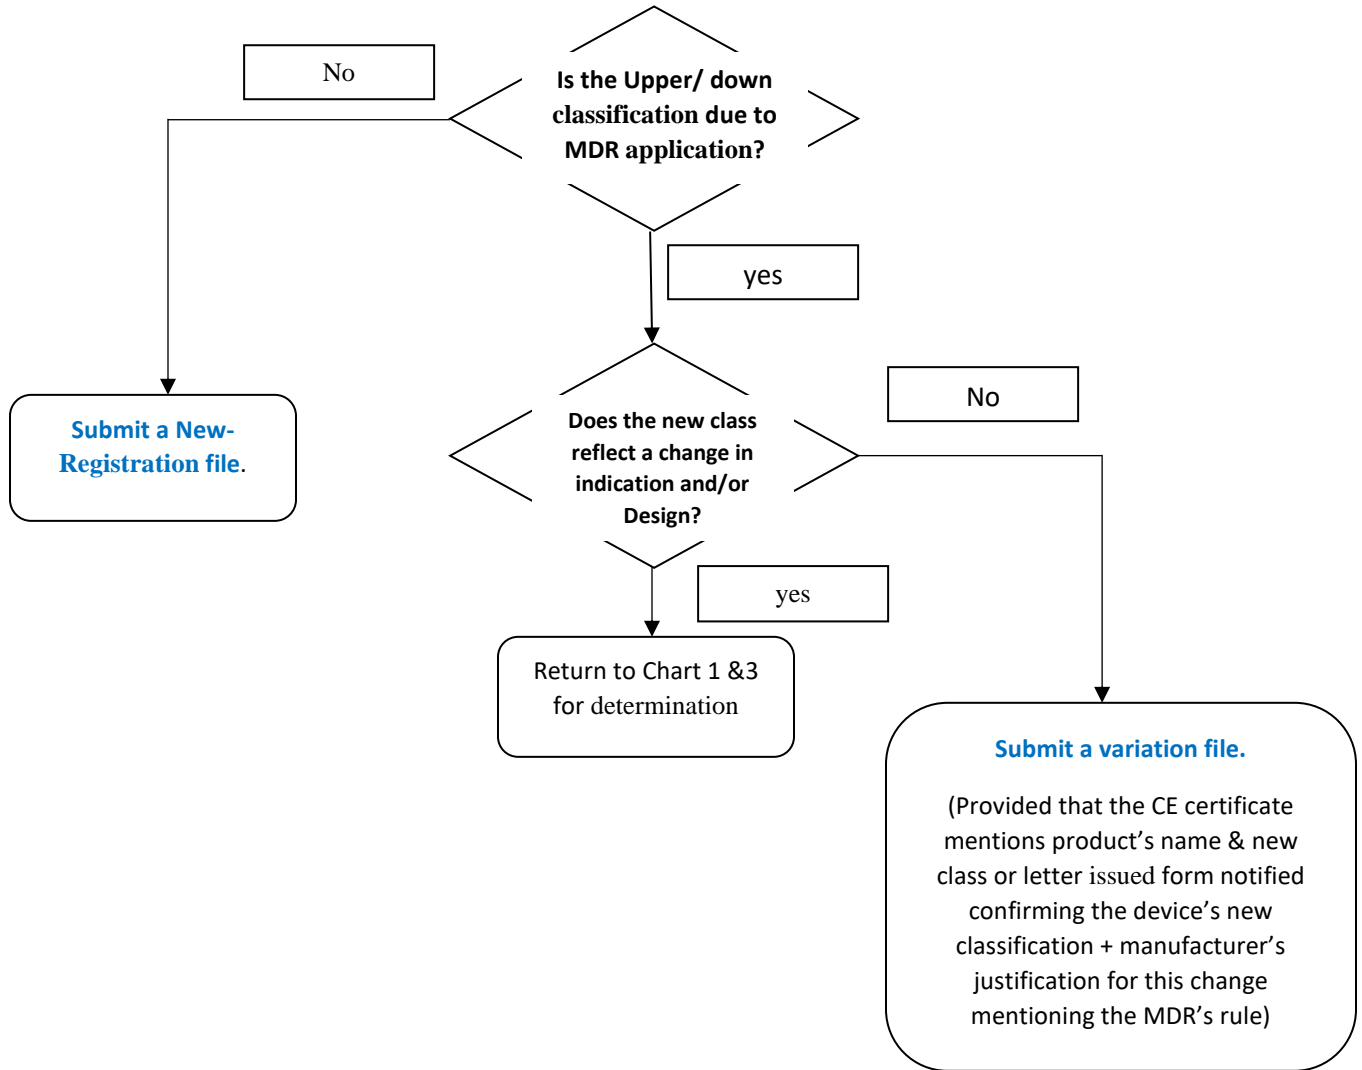 No
Is the Upper/ down
classification due to
MDR application?
yes
No
Submit a New-
Registration file.
Does the new class
reflect a change in
indication and/or
Design?
yes
Return to Chart 1 &3
for determination
Submit a variation file.
(Provided that the CE certificate
mentions product’s name & new
class or letter issued form notified
confirming the device’s new
classification + manufacturer’s
justification for this change
mentioning the MDR’s rule)